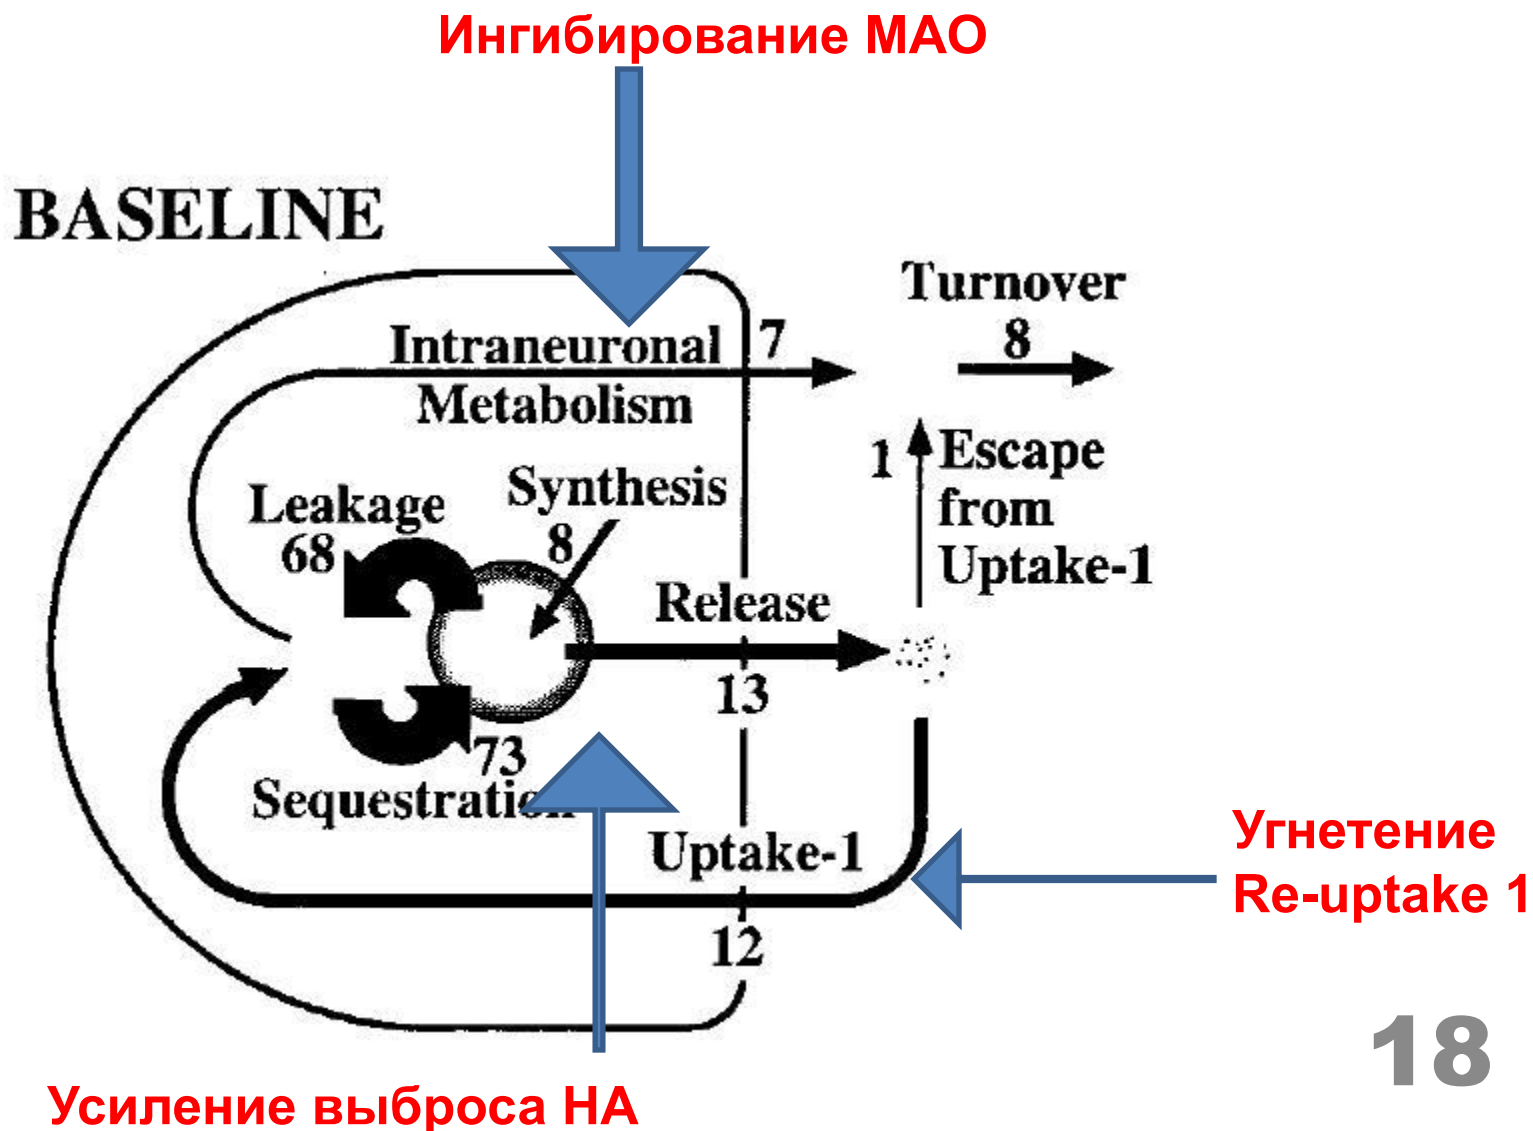 Ингибирование МАО
BASELINE
Turnover
8
Intraneuronal
7
Metabolism
1
Escape
from
Uptake-1
Synthesis
8
Leakage
68
Release
13
73
Sequestration
Uptake-1
12
Угнетение
Re-uptake 1
18
Усиление выброса НА